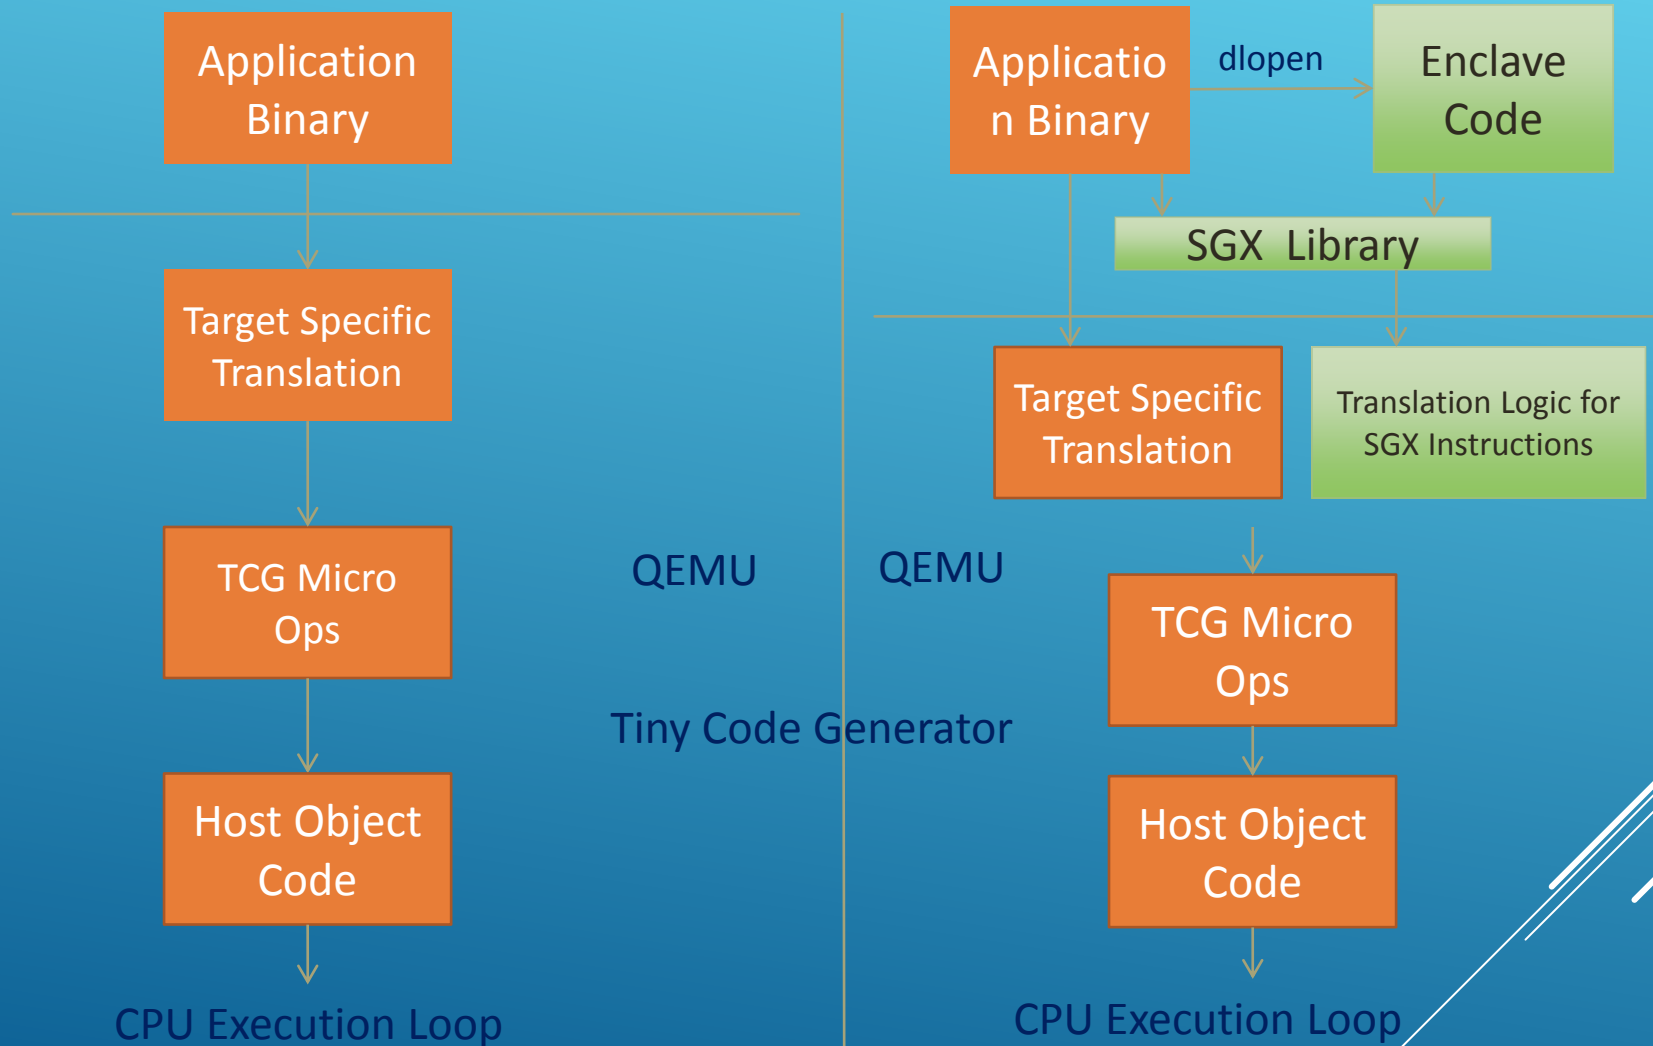 Application
Binary
Target Specific
Translation
TCG Micro
Ops
Host Object
Code
CPU Execution Loop
QEMU
Tiny Code Generator
Applicatio
n Binary
dlopen
Enclave
Code
SGX Library
Target Specific
Translation
Translation Logic for
SGX Instructions
QEMU
TCG Micro
Ops
Host Object
Code
CPU Execution Loop